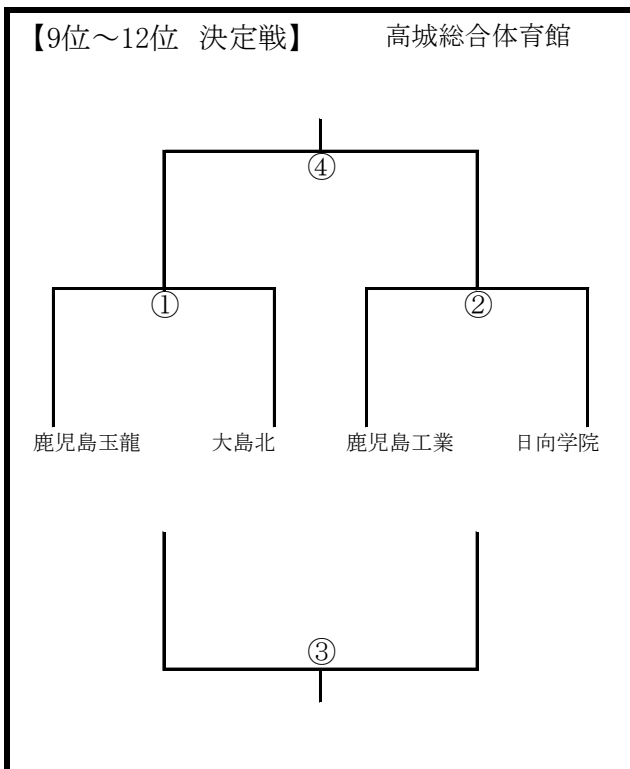 【9位～12位 決定戦】 高城総合体育館
④
① ②
鹿児島玉龍 大島北 鹿児島工業 日向学院
③